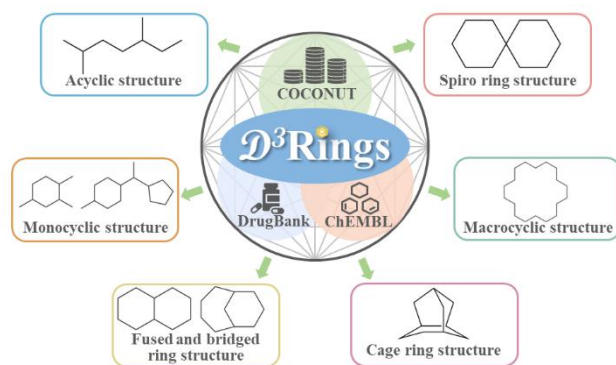 Acyclic structure
COCONUT
Spiro ring structure
D³Rings
Monocyclic structure
DrugBank
ChEMBL
Macrocyclic structure
Fused and bridged
ring structure
Cage ring structure